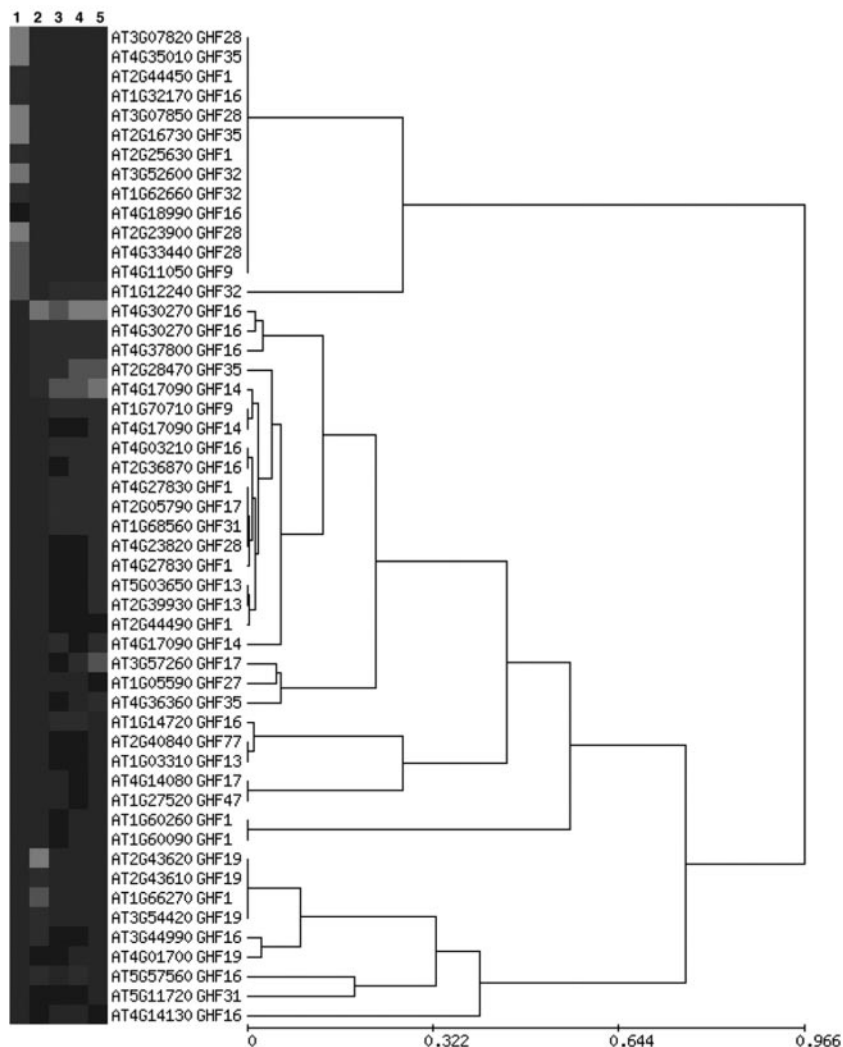 1 2 3 4 5
AT3G07820 GHF28
AT4G35010 GHF35
AT2G44450 GHF1
AT1G32170 GHF16
AT3G07850 GHF28
AT2G16730 GHF35
AT2G25630 GHF1
AT3G52600 GHF32
AT1G62660 GHF32
AT4G18990 GHF16
AT2G23900 GHF28
AT4G33440 GHF28
AT4G11050 GHF9
AT1G12240 GHF32
AT4G30270 GHF16
AT4G30270 GHF16
AT4G37800 GHF16
AT2G28470 GHF35
AT4G17090 GHF14
AT1G70710 GHF9
AT4G17090 GHF14
AT4G03210 GHF16
AT2G36870 GHF16
AT4G27830 GHF1
AT2G05790 GHF17
AT1G68560 GHF31
AT4G23820 GHF28
AT4G27830 GHF1
AT5G03650 GHF13
AT2G39930 GHF13
AT2G44490 GHF1
AT4G17090 GHF14
AT3G57260 GHF17
AT1G05590 GHF27
AT4G36360 GHF35
AT1G14720 GHF16
AT2G40840 GHF77
AT1G03310 GHF13
AT4G14080 GHF17
AT1G27520 GHF47
AT1G60260 GHF1
AT1G60090 GHF1
AT2G43620 GHF19
AT2G43610 GHF19
AT1G66270 GHF1
AT3G54420 GHF19
AT3G44990 GHF16
AT4G01700 GHF19
AT5G57560 GHF16
AT5G11720 GHF31
AT4G14130 GHF16
0 0.322 0.644 0.966